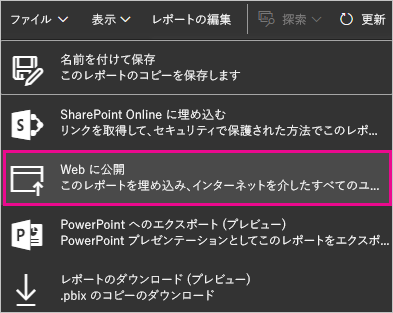 ファイル 表示 レポートの編集 探索 更新
名前を付けて保存
このレポートのコピーを保存します
SharePoint Online に埋め込む
リンクを取得して、セキュリティで保護された方法でこのレポ...
Web に公開
このレポートを埋め込み、インターネットを介したすべてのユ...
PowerPoint へのエクスポート (プレビュー)
PowerPoint プレゼンテーションとしてこのレポートをエクスポ...
レポートのダウンロード (プレビュー)
.pbix のコピーのダウンロード